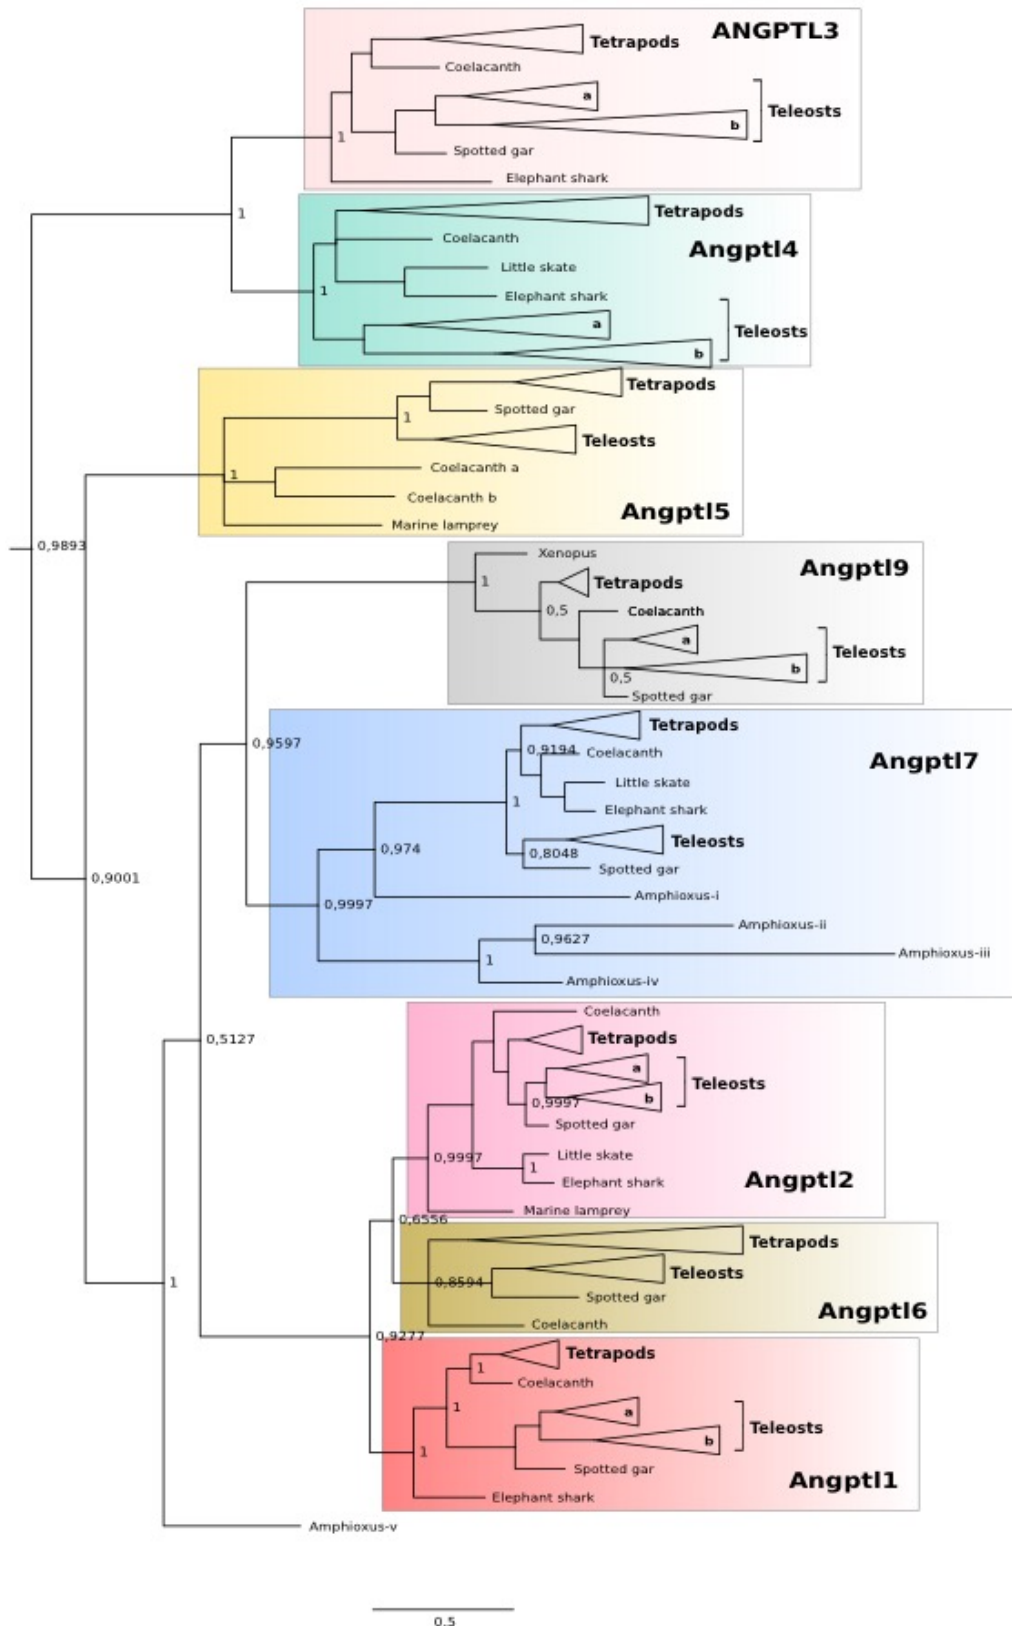 ANGPTL3
Tetrapods
Coelacanth
a
Teleosts
b
1
Spotted gar
Elephant shark
1
Tetrapods
Coelacanth
Angptl4
Little skate
1
Elephant shark
a
Teleosts
b
Tetrapods
Spotted gar
1
Teleosts
Coelacanth a
1
Coelacanth b
Angptl5
Marine lamprey
0,9893
Xenopus
Angptl9
1
Tetrapods
0,5
Coelacanth
a
Teleosts
b
0,5
Spotted gar
Tetrapods
0,9597
0,9194
Coelacanth
Angptl7
Little skate
1
Elephant shark
Teleosts
0,974
0,8048
Spotted gar
0,9001
Amphioxus-i
0,9997
Amphioxus-ii
0,9627
Amphioxus-iii
1
Amphioxus-iv
Coelacanth
0,5127
Tetrapods
a
Teleosts
b
0,9997
Spotted gar
0,9997
Little skate
1
Elephant shark
Angptl2
Marine lamprey
0,6556
Tetrapods
Teleosts
1
0,8594
Spotted gar
Angptl6
Coelacanth
0,9277
Tetrapods
1
Coelacanth
1
a
Teleosts
b
1
Spotted gar
Angptl1
Elephant shark
Amphioxus-v
0.5